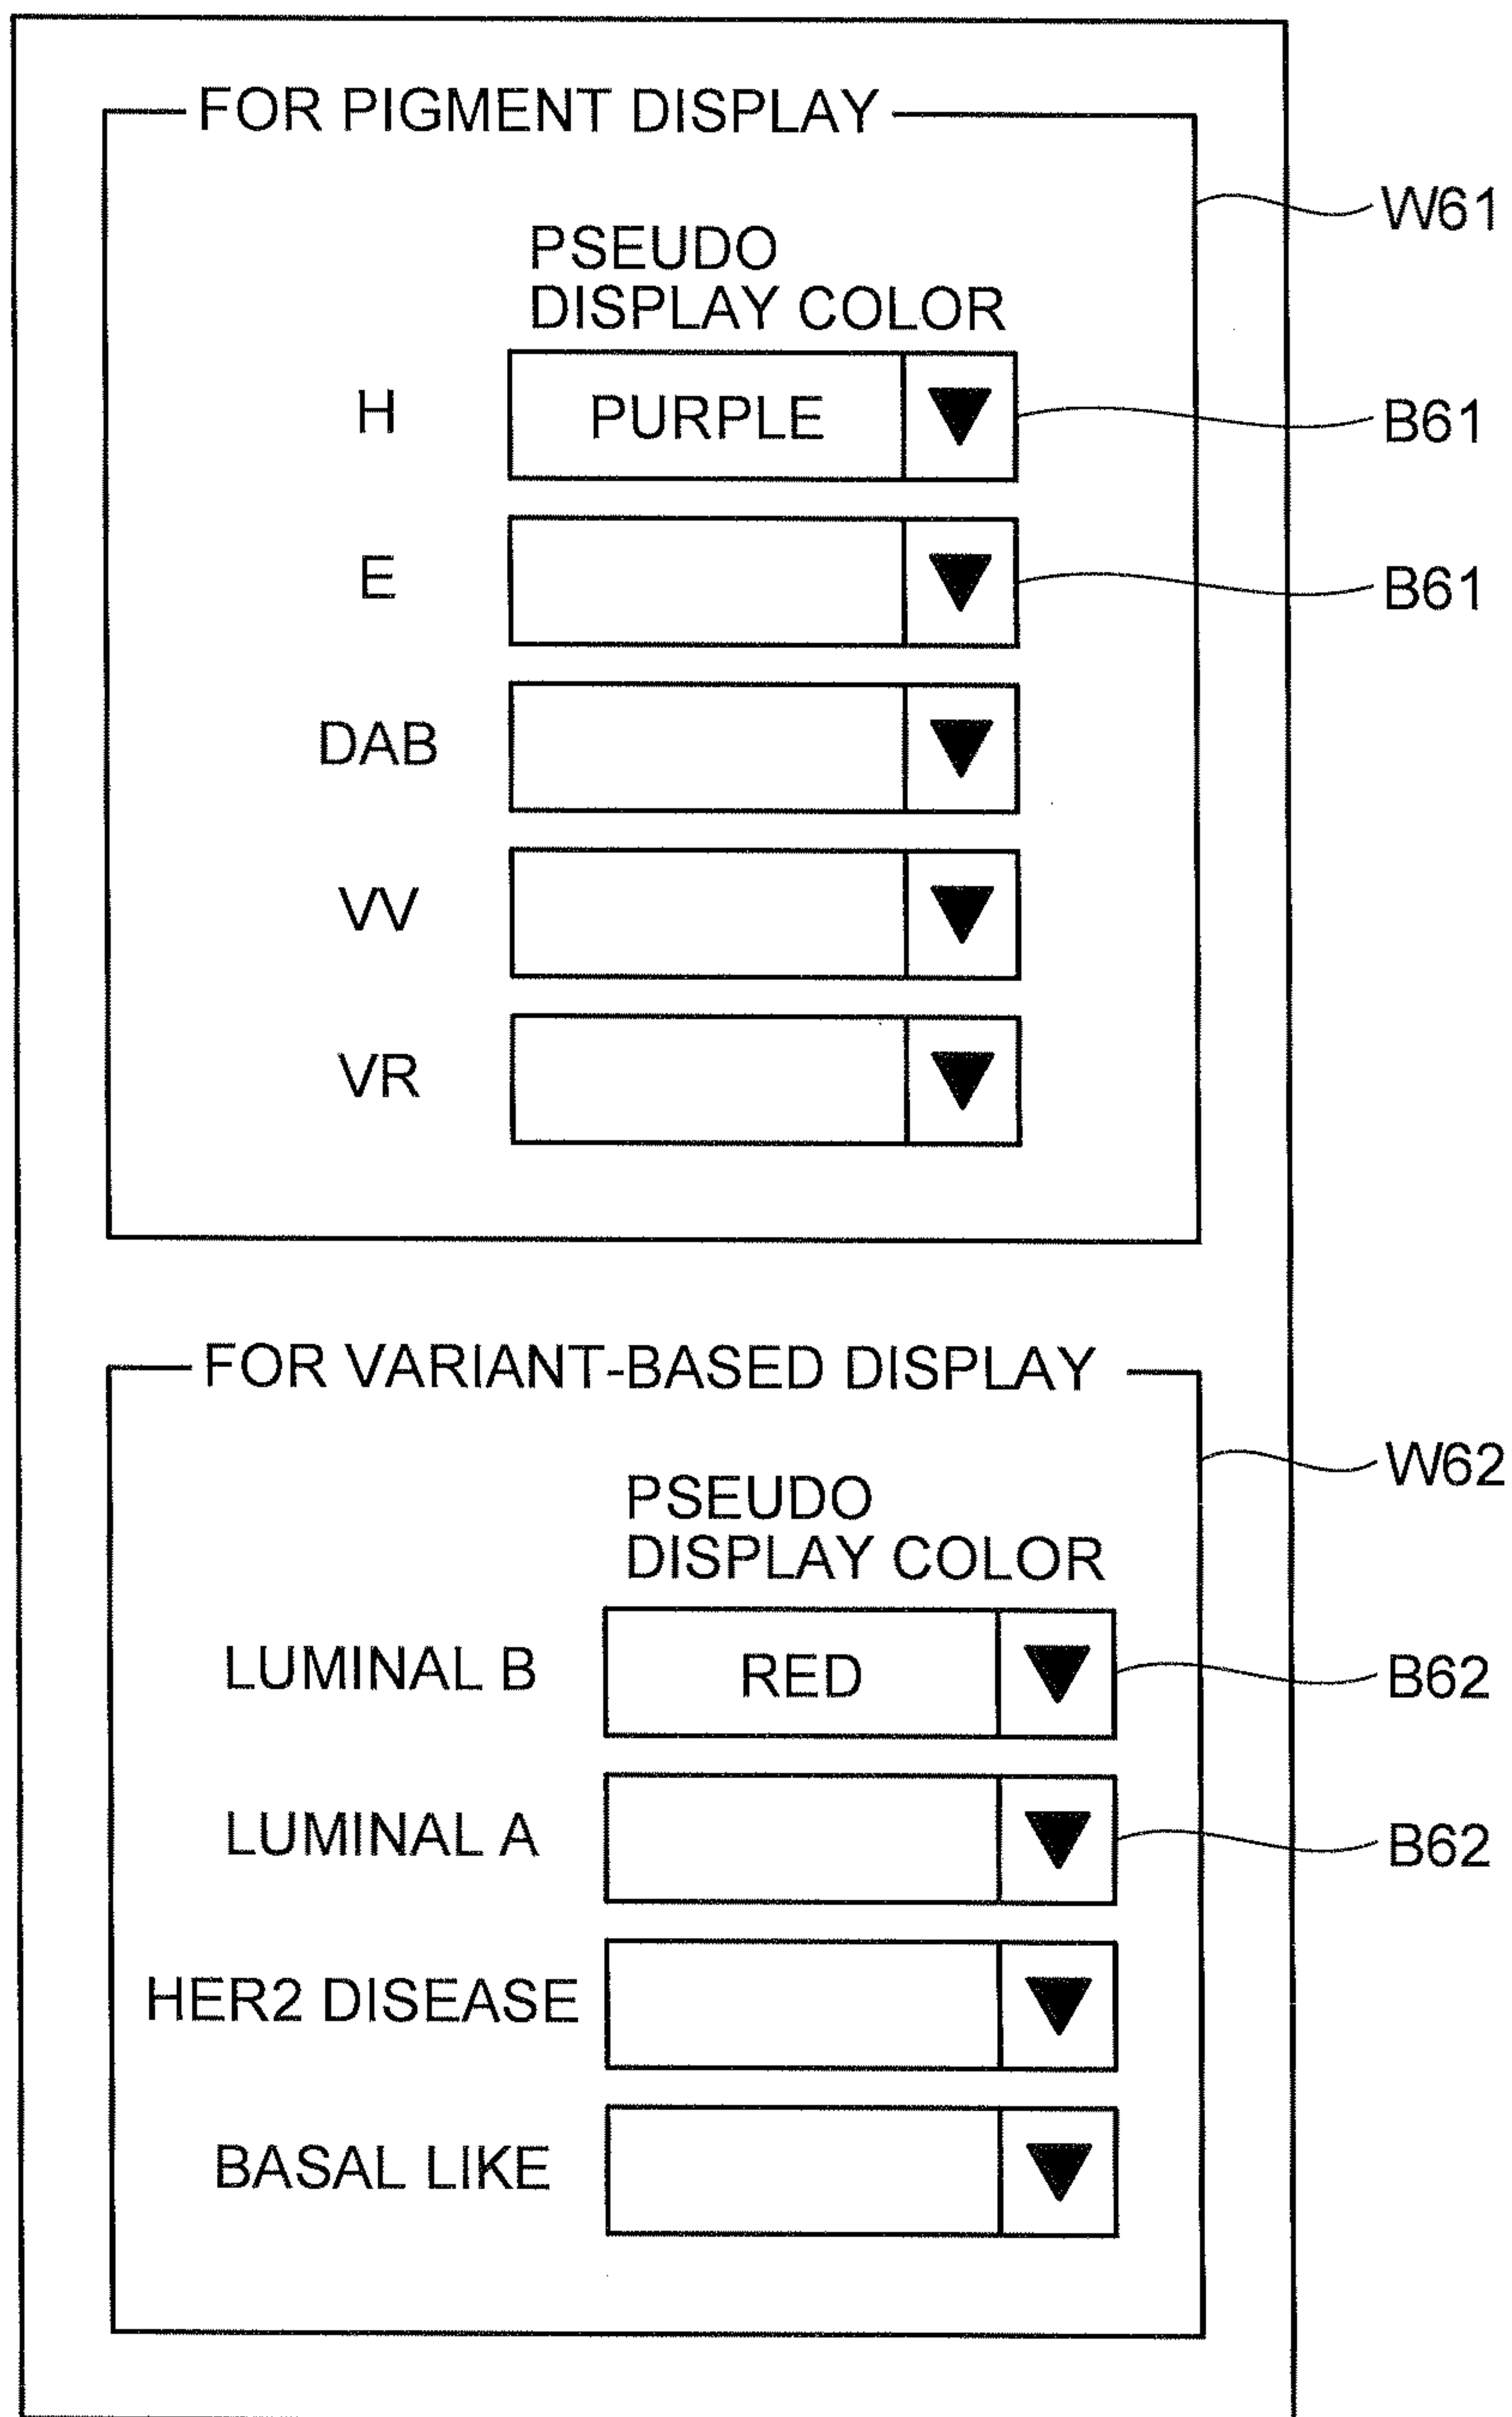 FOR PIGMENT DISPLAY
W61
PSEUDO
DISPLAY COLOR
H PURPLE B61
E B61
DAB
VV
VR
FOR VARIANT-BASED DISPLAY
W62
PSEUDO
DISPLAY COLOR
LUMINAL B RED B62
LUMINAL A B62
HER2 DISEASE
BASAL LIKE